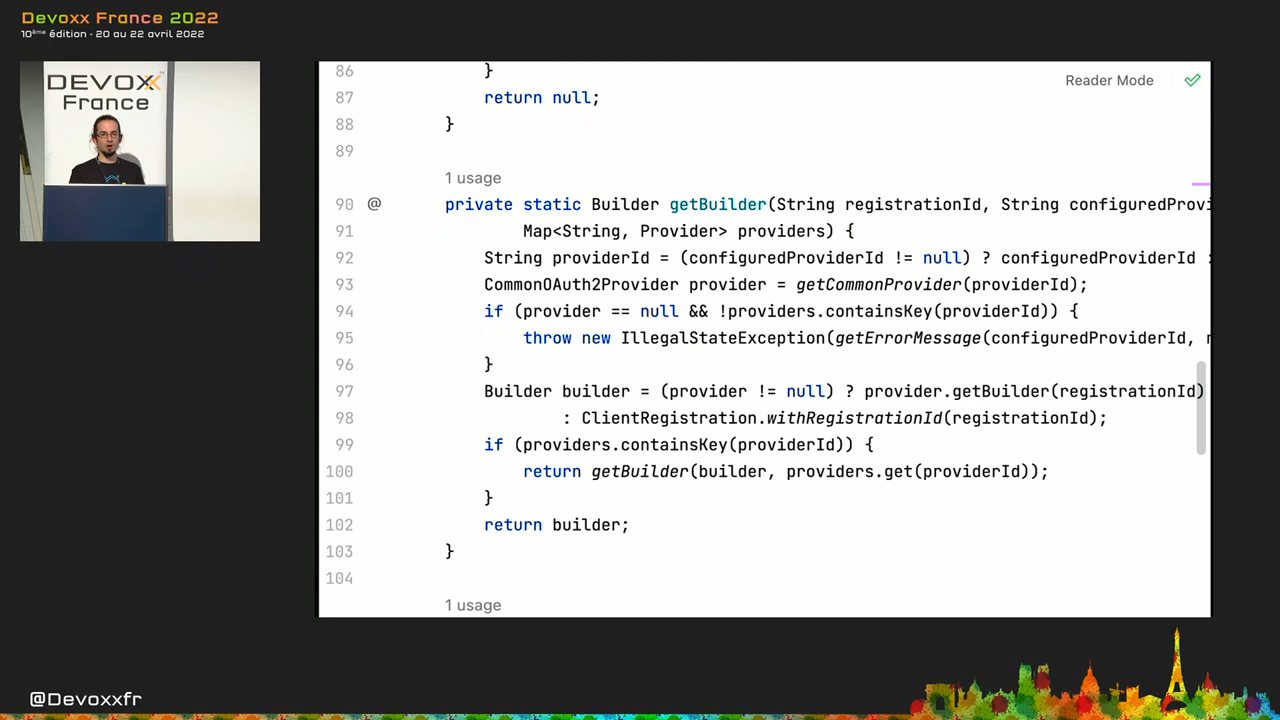 Devoxx France 2022
10ème édition - 20 au 22 avril 2022
DEVOXX
France
Reader Mode
86 }
87 return null;
88 }
89
1 usage
90 @ private static Builder getBuilder(String registrationId, String configuredProvi
91 Map<String, Provider> providers) {
92 String providerId = (configuredProviderId != null) ? configuredProviderId :
93 CommonOAuth2Provider provider = getCommonProvider(providerId);
94 if (provider == null && !providers.containsKey(providerId)) {
95 throw new IllegalStateException(getErrorMessage(configuredProviderId, r
96 }
97 Builder builder = (provider != null) ? provider.getBuilder(registrationId)
98 : ClientRegistration.withRegistrationId(registrationId);
99 if (providers.containsKey(providerId)) {
100 return getBuilder(builder, providers.get(providerId));
101 }
102 return builder;
103 }
104
1 usage
@Devoxxfr